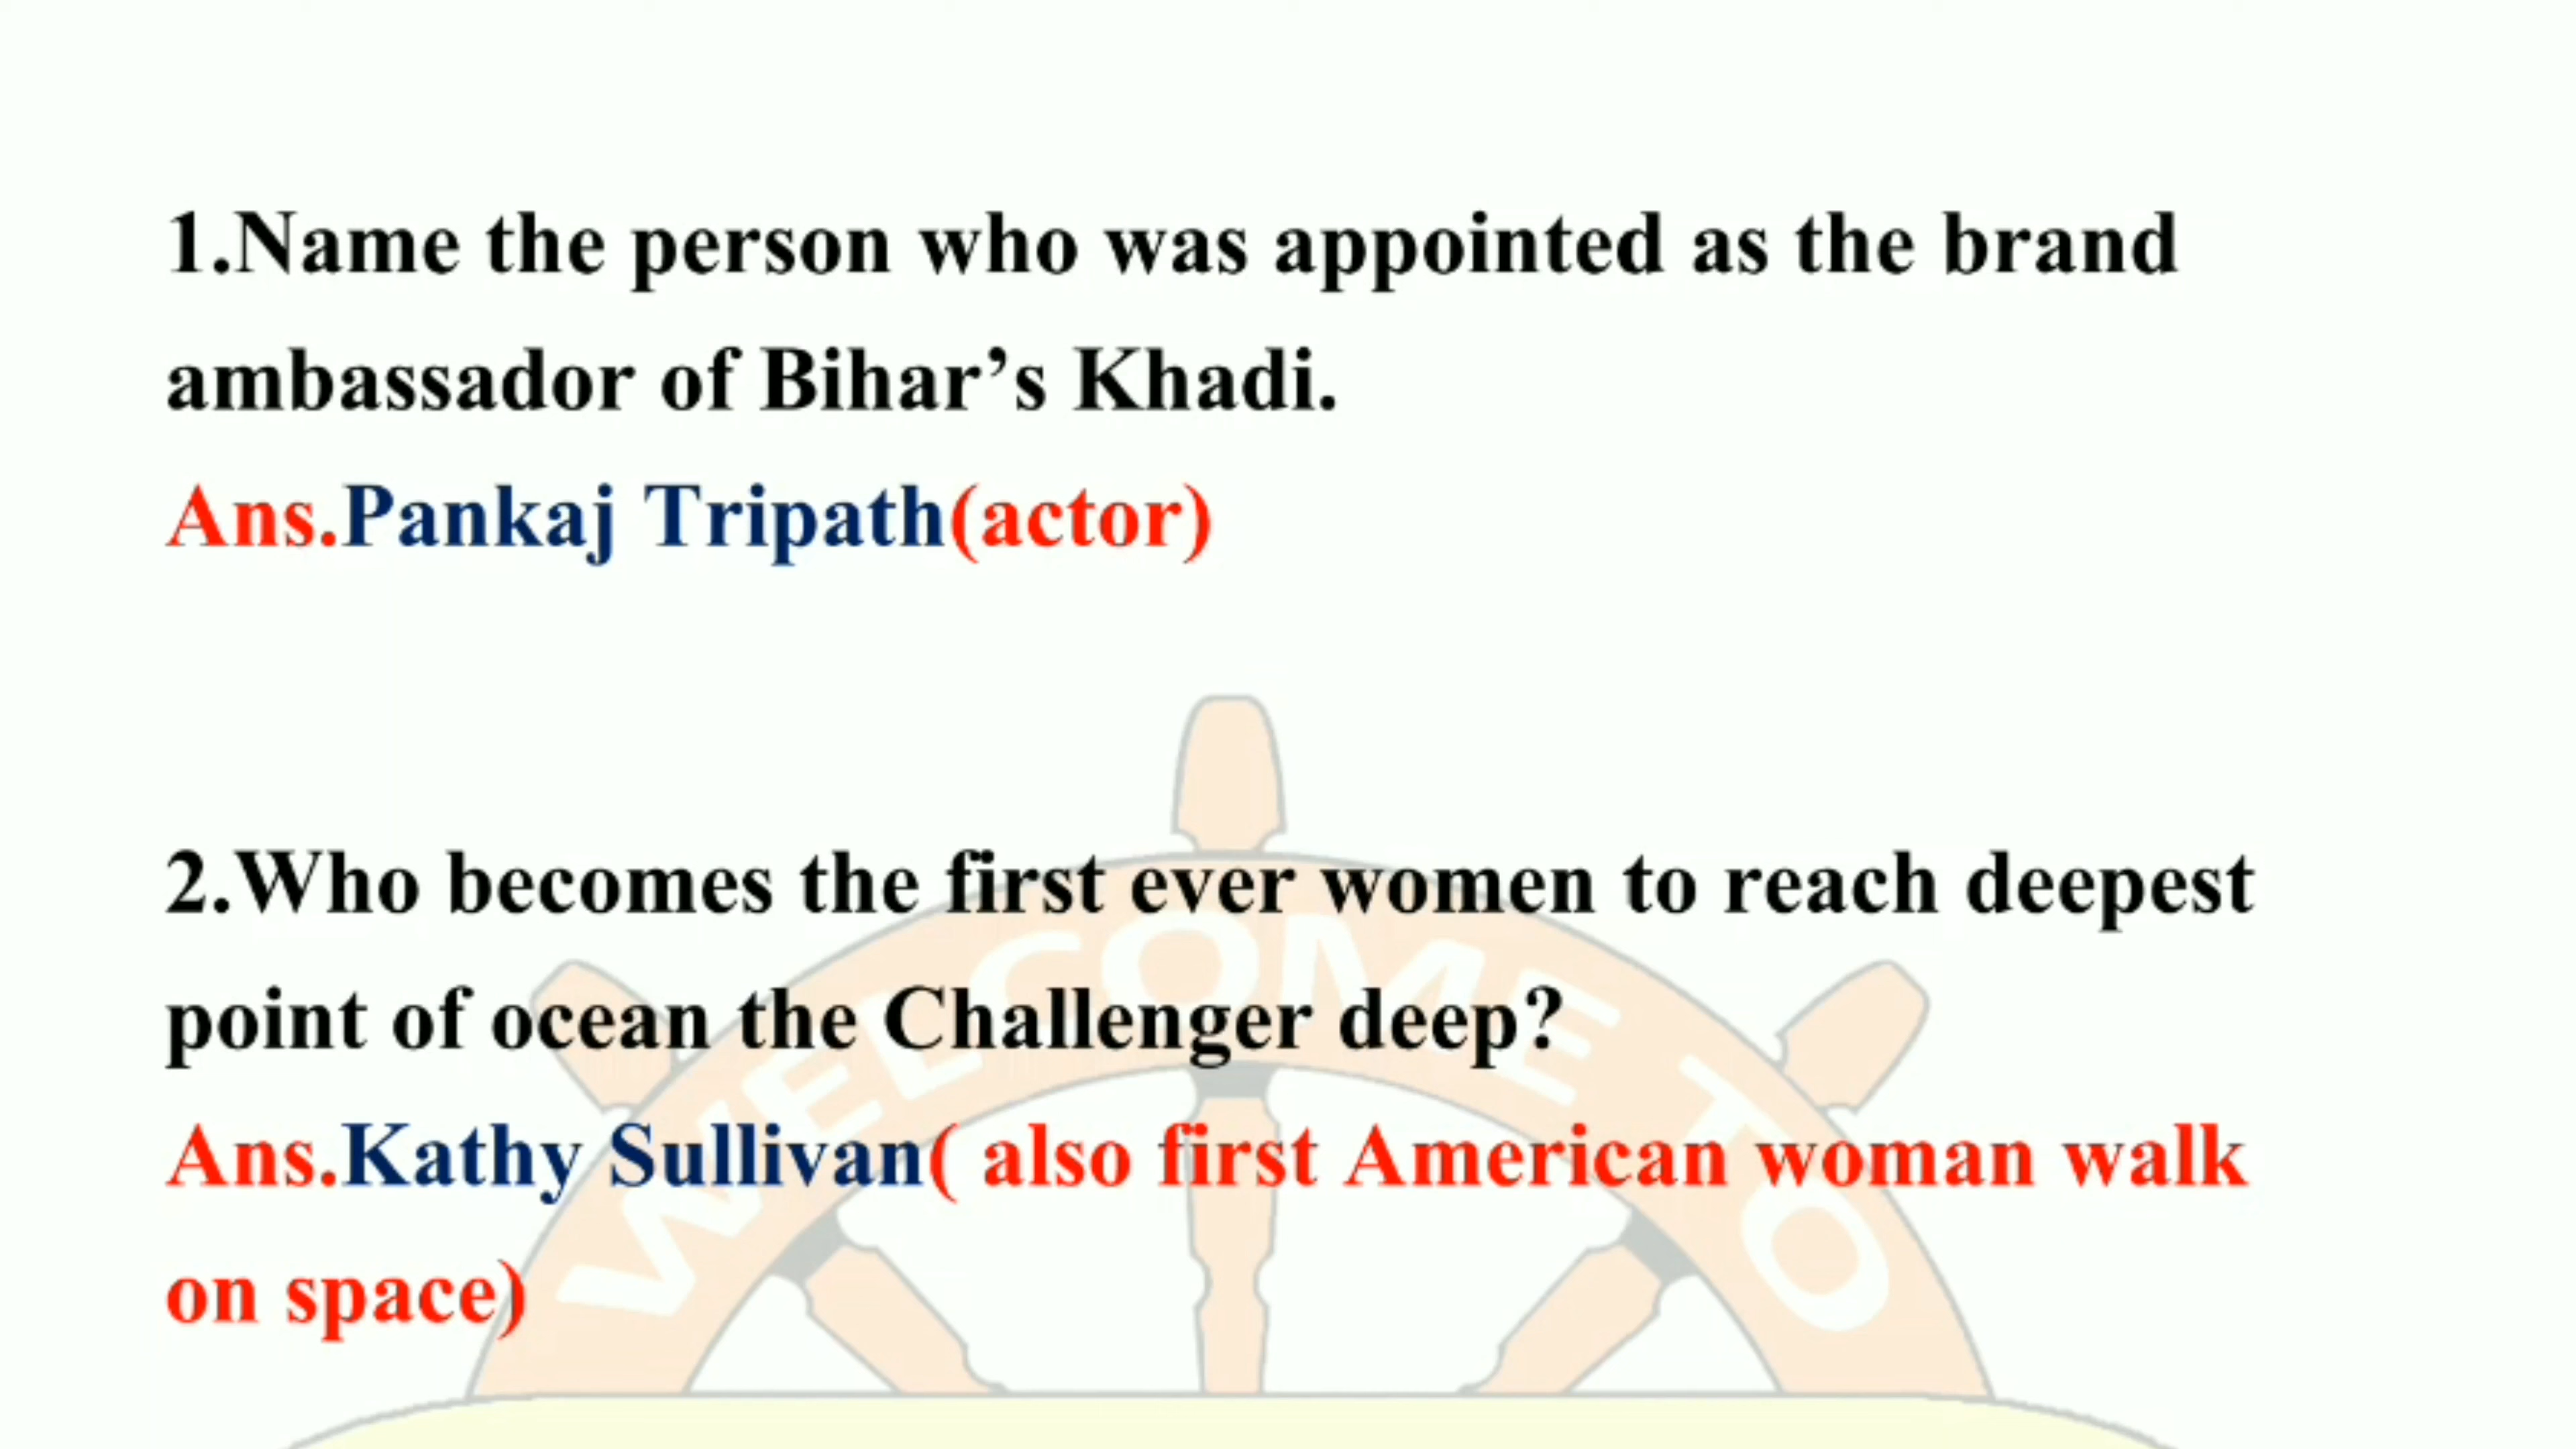 1.Name the person who was appointed as the brand
ambassador of Bihar’s Khadi.
Ans.Pankaj Tripath(actor)
2.Who becomes the first ever women to reach deepest
point of ocean the Challenger deep?
Ans.Kathy Sullivan( also first American woman walk
on space)
WELCOME TO